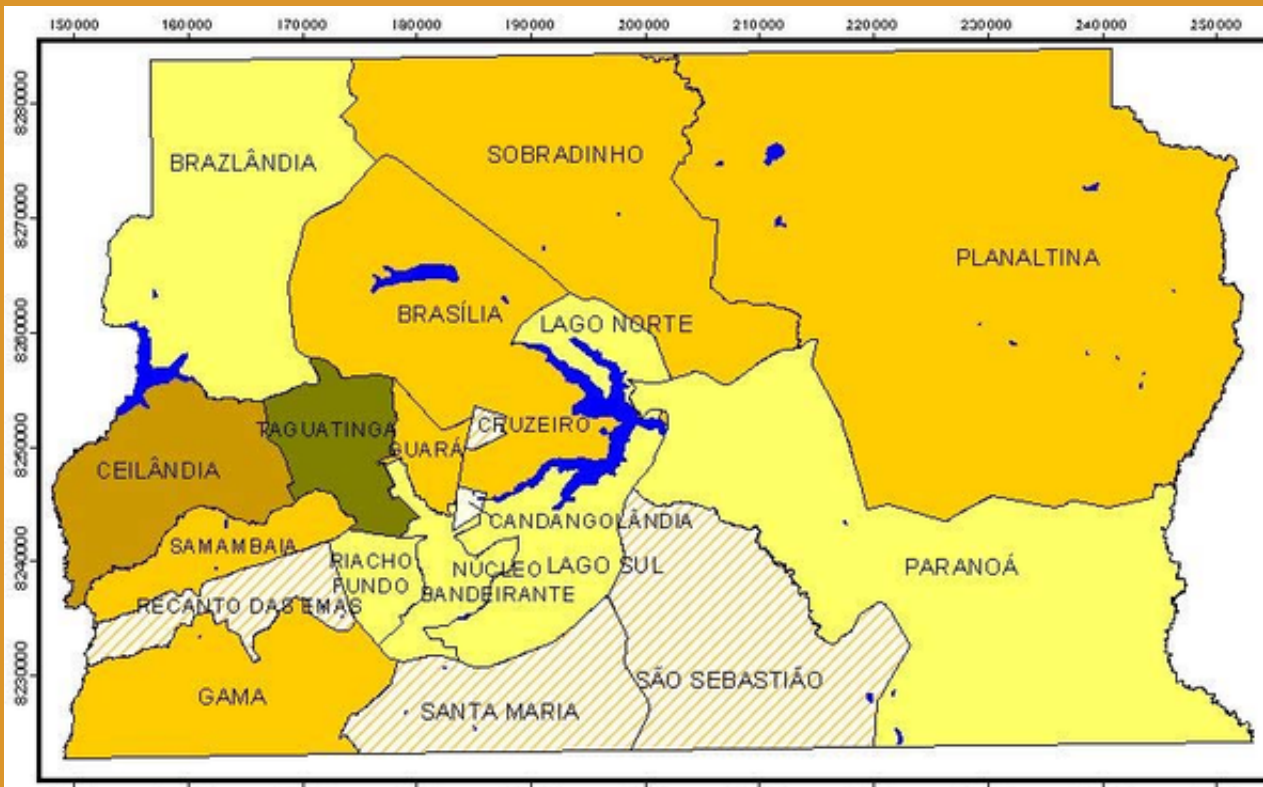 150000 160000 170000 180000 190000 200000 210000 220000 230000 240000 250000
8280000
8270000
8260000
8250000
8240000
8230000
BRAZLÂNDIA
SOBRADINHO
PLANALTINA
BRASÍLIA
LAGO NORTE
TAGUATINGA
GUARÁ
CRUZEIRO
CEILÂNDIA
CANDANGOLÂNDIA
SAMAMBAIA
RIACHO
FUNDO
NÚCLEO
BANDEIRANTE
LAGO SUL
PARANOÁ
RECANTO DAS EMAS
GAMA
SANTA MARIA
SÃO SEBASTIÃO